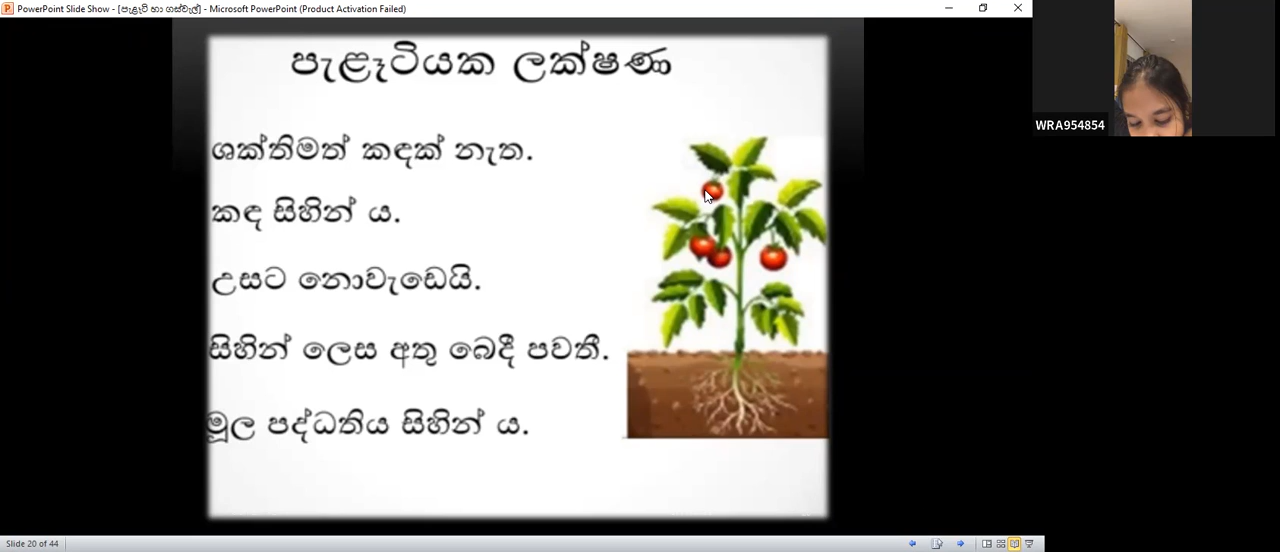 PowerPoint Slide Show - [පැළෑටි හා ගස්වැල්] - Microsoft PowerPoint (Product Activation Failed)
WRA954854
පැළෑටියක ලක්ෂණ
ශක්තිමත් කඳක් නැත.
කඳ සිහින් ය.
උසට නොවැඩෙයි.
සිහින් ලෙස අතු බෙදී පවතී.
මූල පද්ධතිය සිහින් ය.
Slide 20 of 44